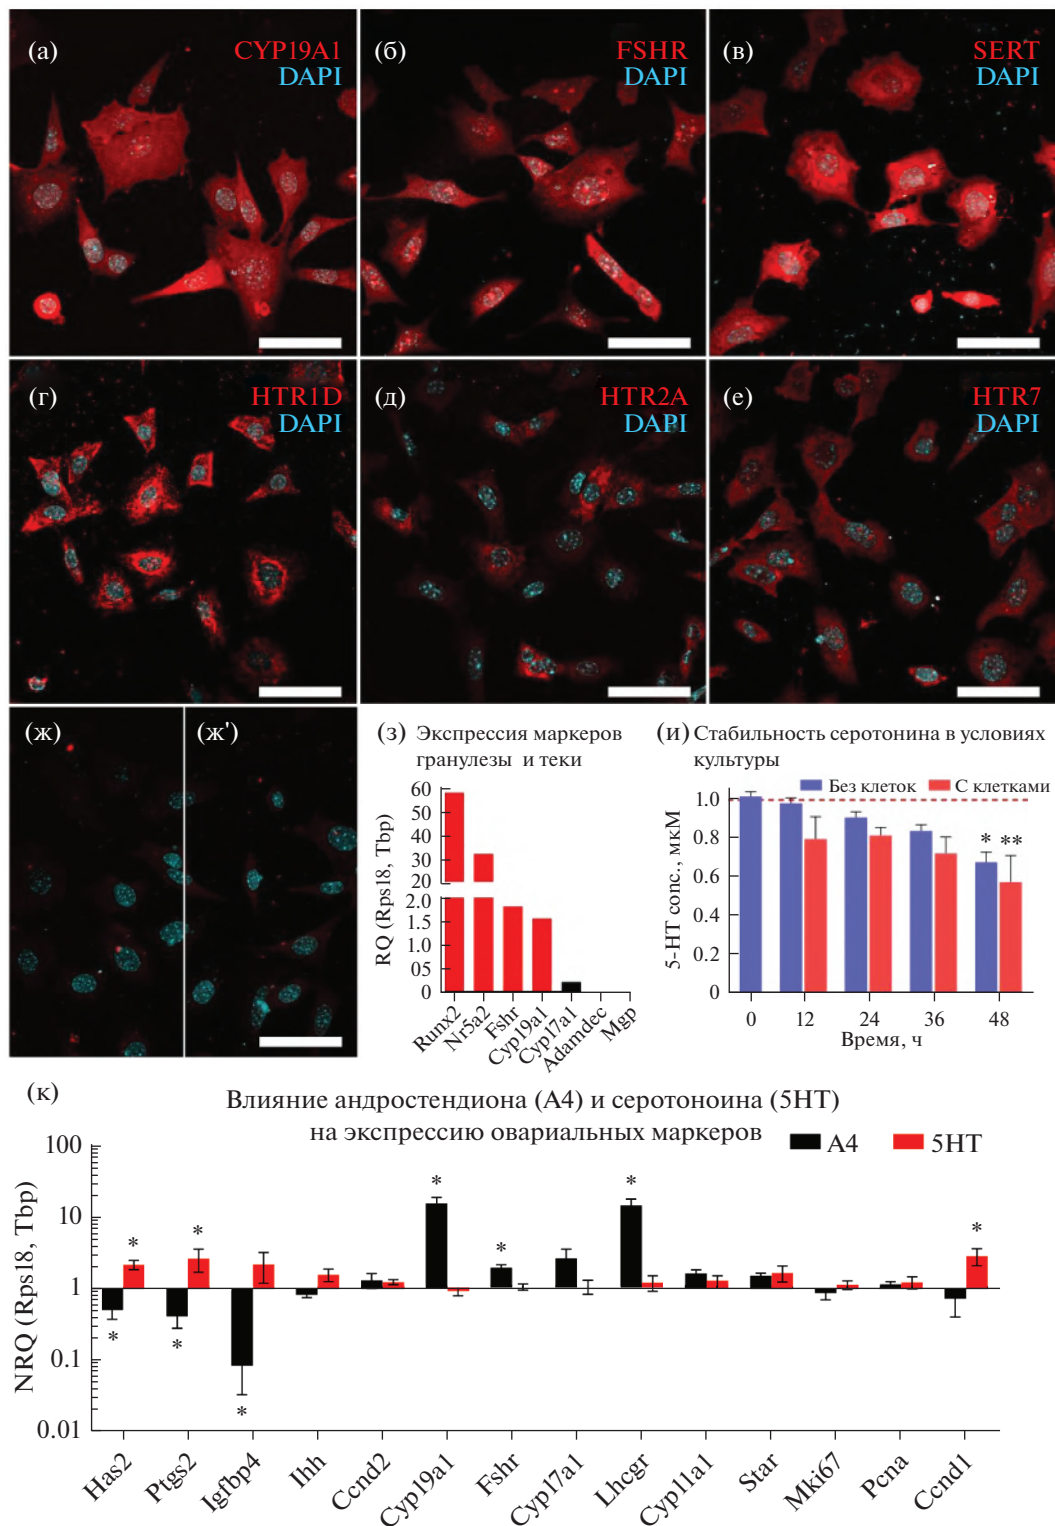 (а)
CYP19A1
DAPI
(б)
FSHR
DAPI
(в)
SERT
DAPI
(г)
HTR1D
DAPI
(д)
HTR2A
DAPI
(е)
HTR7
DAPI
(ж)
(ж')
(з) Экспрессия маркеров
гранулезы и теки
RQ (Rps18, Tbp)
60
50
40
30
20
2.0
1.5
1.0
05
0
Runx2
Nr5a2
Fshr
Cyp19a1
Cyp17a1
Adamdec
Mgp
(и) Стабильность серотонина в условиях
культуры
Без клеток
С клетками
5-HT conc., мкМ
1.0
0.8
0.6
0.4
0.2
0
* **
0 12 24 36 48
Время, ч
(к)
Влияние андростендиона (А4) и серотоноина (5HT)
на экспрессию овариальных маркеров
A4
5HT
NRQ (Rps18, Tbp)
100
10
1
0.1
0.01
* * * * * * * * *
Has2
Ptgs2
Igfbp4
Ihh
Ccnd2
Cyp19a1
Fshr
Cyp17a1
Lhcgr
Cyp11a1
Star
Mki67
Pcna
Ccnd1